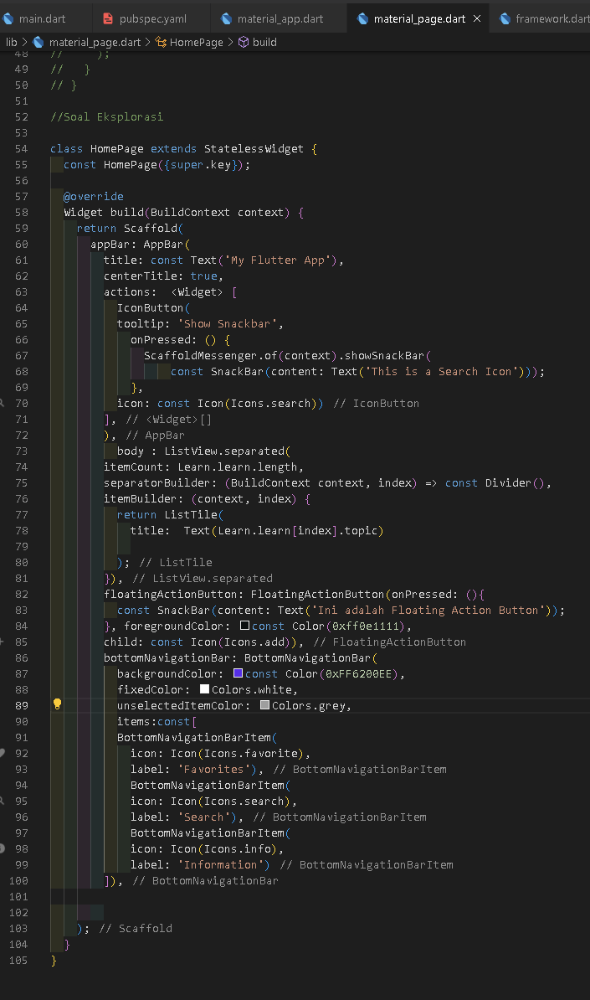 main.dart pubspec.yaml material_app.dart material_page.dart × framework.dart
lib > material_page.dart > HomePage > build
48 // );
49 //   }
50 // }
51
52 //Soal Eksplorasi
53
54 class HomePage extends StatelessWidget {
55   const HomePage({super.key});
56
57   @override
58   Widget build(BuildContext context) {
59     return Scaffold(
60       appBar: AppBar(
61         title: const Text('My Flutter App'),
62         centerTitle: true,
63         actions:  <Widget> [
64           IconButton(
65           tooltip: 'Show Snackbar',
66             onPressed: () {
67               ScaffoldMessenger.of(context).showSnackBar(
68                   const SnackBar(content: Text('This is a Search Icon')));
69             },
70           icon: const Icon(Icons.search)) // IconButton
71         ], // <Widget>[]
72         ), // AppBar
73           body : ListView.separated(
74         itemCount: Learn.learn.length,
75         separatorBuilder: (BuildContext context, index) => const Divider(),
76         itemBuilder: (context, index) {
77           return ListTile(
78             title:  Text(Learn.learn[index].topic)
79
80           ); // ListTile
81         }), // ListView.separated
82         floatingActionButton: FloatingActionButton(onPressed: (){
83           const SnackBar(content: Text('Ini adalah Floating Action Button'));
84         }, foregroundColor: const Color(0xff0e1111),
85         child: const Icon(Icons.add)), // FloatingActionButton
86         bottomNavigationBar: BottomNavigationBar(
87           backgroundColor: const Color(0xFF6200EE),
88           fixedColor: Colors.white,
89           unselectedItemColor: Colors.grey,
90           items:const[
91           BottomNavigationBarItem(
92             icon: Icon(Icons.favorite),
93             label: 'Favorites'), // BottomNavigationBarItem
94             BottomNavigationBarItem(
95             icon: Icon(Icons.search),
96             label: 'Search'), // BottomNavigationBarItem
97             BottomNavigationBarItem(
98             icon: Icon(Icons.info),
99             label: 'Information') // BottomNavigationBarItem
100         ]), // BottomNavigationBar
101
102
103     ); // Scaffold
104   }
105 }